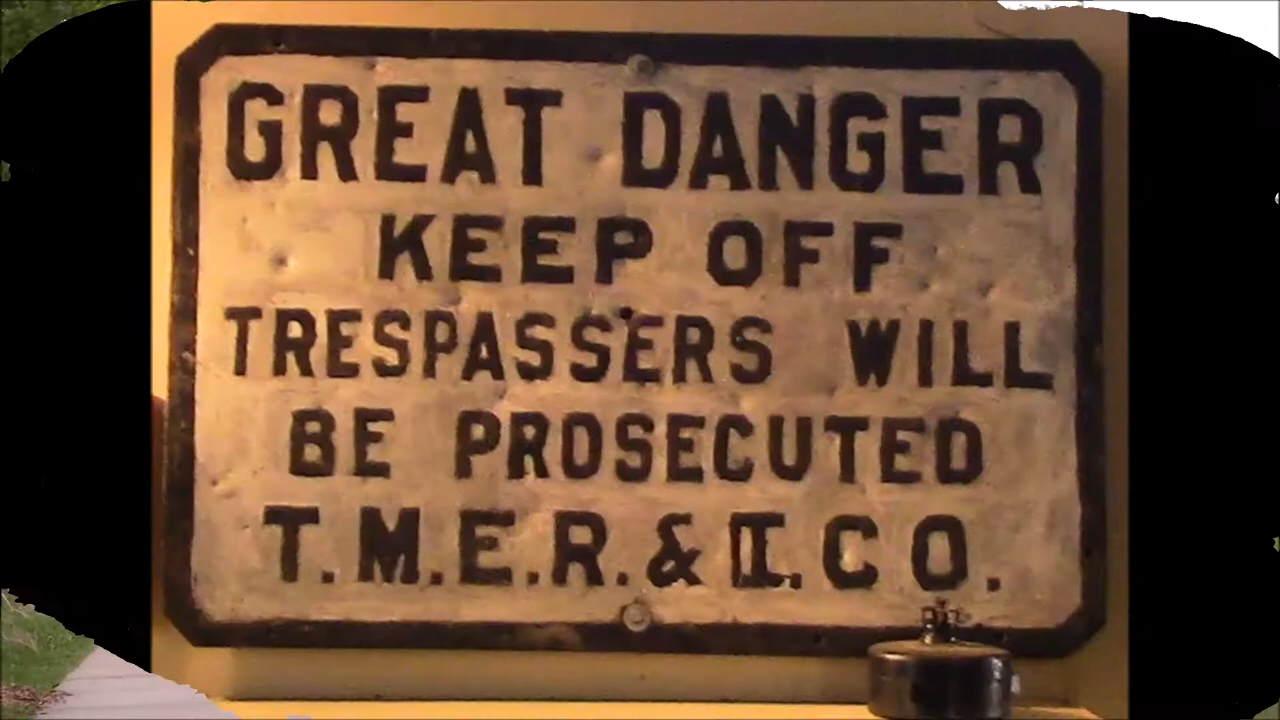 GREAT DANGER
KEEP OFF
TRESPASSERS WILL
BE PROSECUTED
T.M.E.R.& CO.